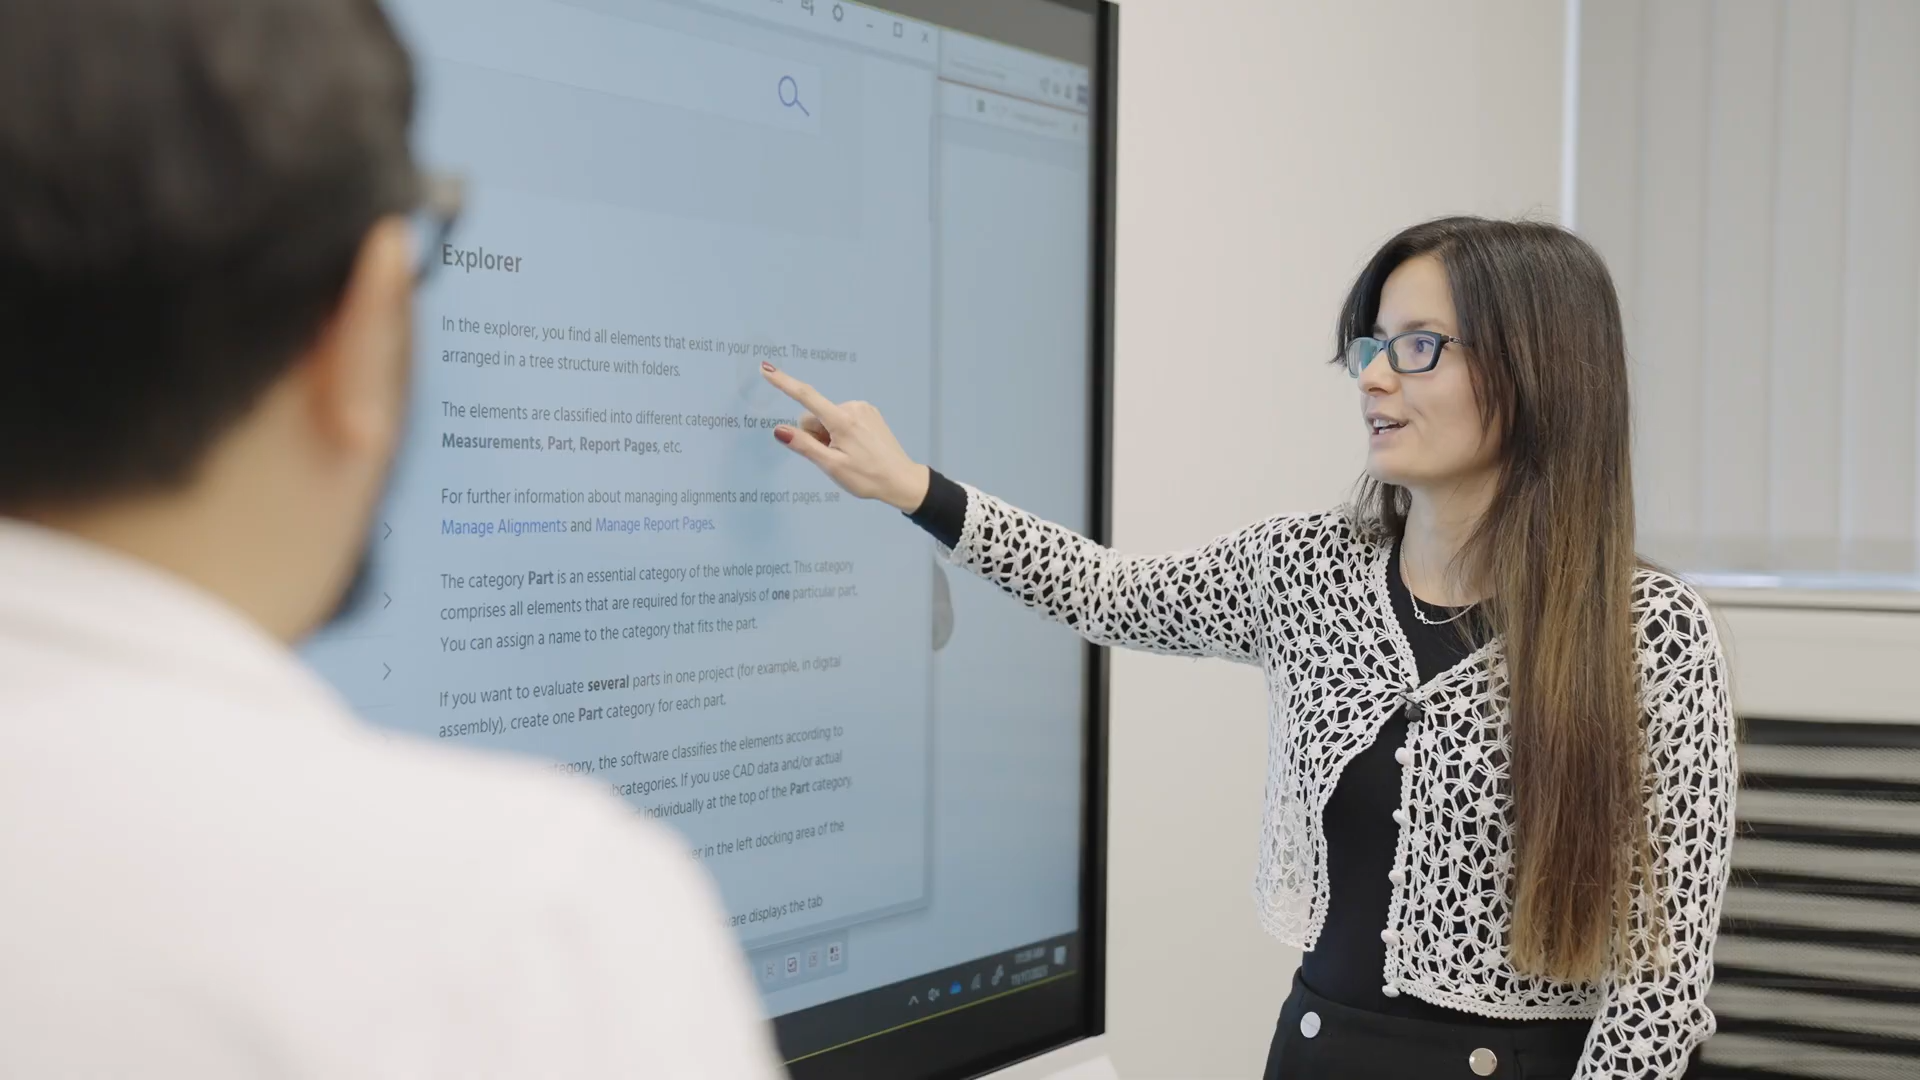 Explorer
In the explorer, you find all elements that exist in your project. The explorer is
arranged in a tree structure with folders.
The elements are classified into different categories, for example
Measurements, Part, Report Pages, etc.
For further information about managing alignments and report pages, see
Manage Alignments and Manage Report Pages.
The category Part is an essential category of the whole project. This category
comprises all elements that are required for the analysis of one particular part.
You can assign a name to the category that fits the part.
If you want to evaluate several parts in one project (for example, in digital
assembly), create one Part category for each part.
the software classifies the elements according to
If you use CAD data and/or actual
individually at the top of the Part category.
in the left docking area of the
displays the tab